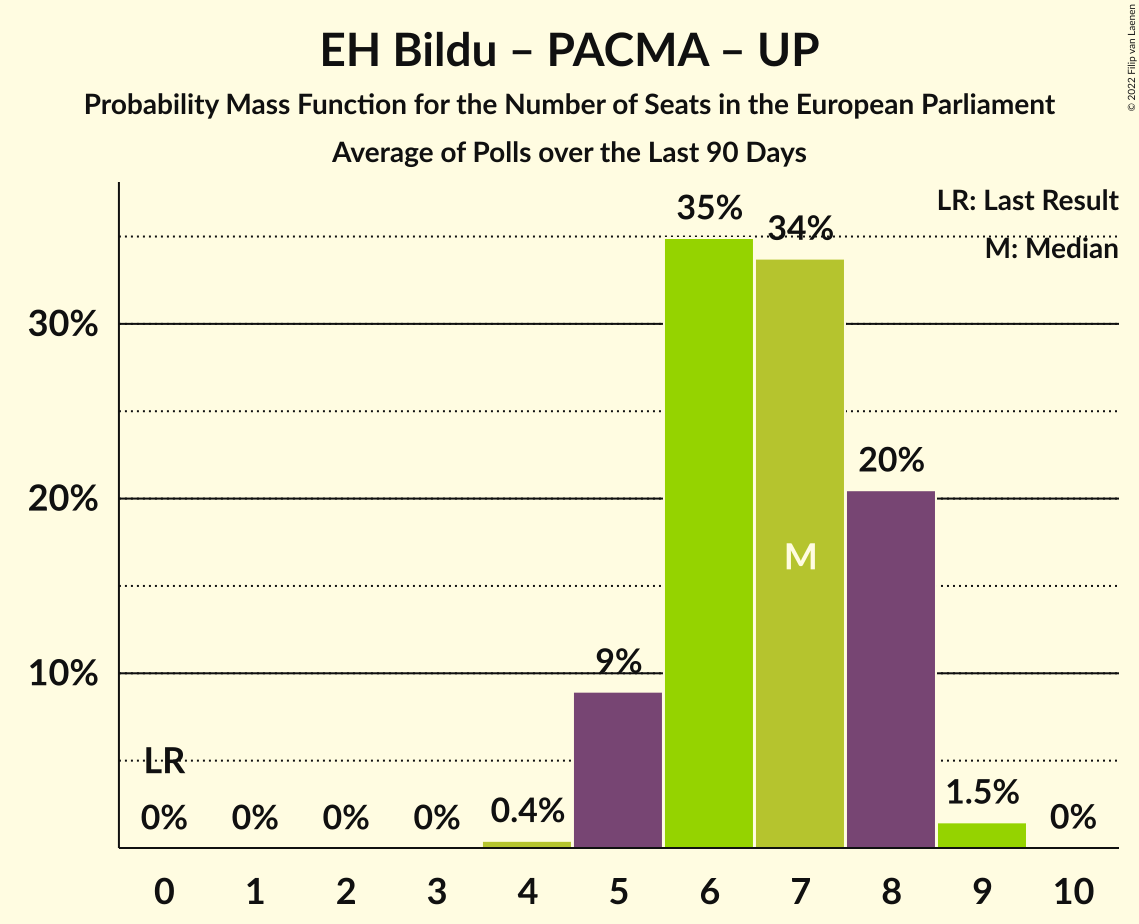 EH Bildu – PACMA – UP
Probability Mass Function for the Number of Seats in the European Parliament
Average of Polls over the Last 90 Days
© 2022 Filip van Laenen
LR: Last Result
M: Median
35%
34%
30%
20%
20%
M
10%
9%
LR
0%
0%
0%
0%
0.4%
1.5%
0%
0 1 2 3 4 5 6 7 8 9 10